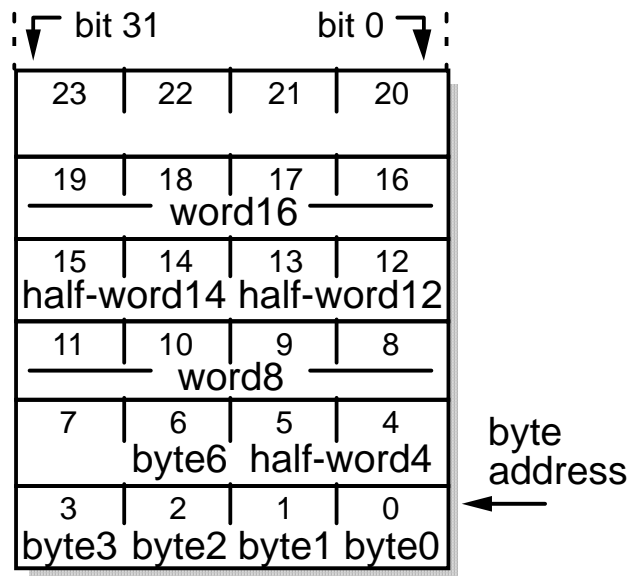 bit 31 bit 0
23 22 21 20
19 18 17 16
word16
15 14 13 12
half-word14 half-word12
11 10 9 8
word8
7 6 5 4
byte6 half-word4
byte
address
3 2 1 0
byte3 byte2 byte1 byte0